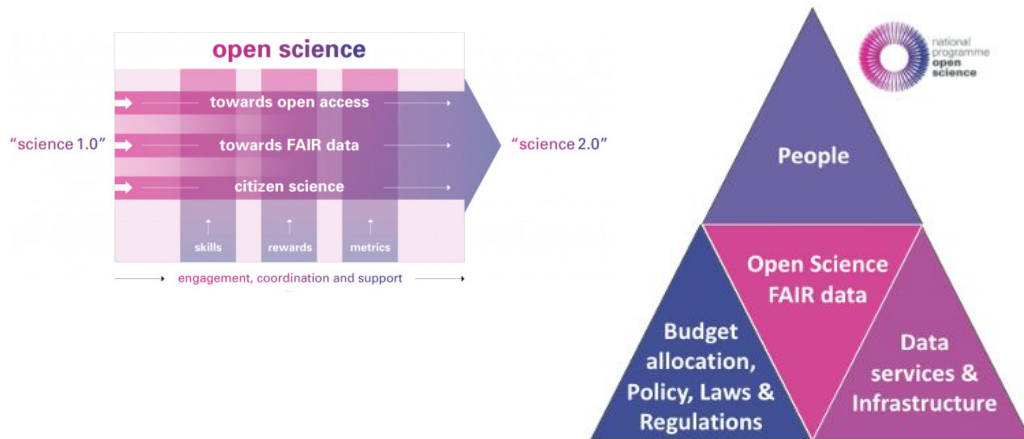 open science
towards open access
"science 1.0"
towards FAIR data
"science 2.0"
citizen science
skills
rewards
metrics
engagement, coordination and support
national
programme
open
science
People
Open Science
FAIR data
Budget
allocation,
Policy, Laws &
Regulations
Data
services &
Infrastructure